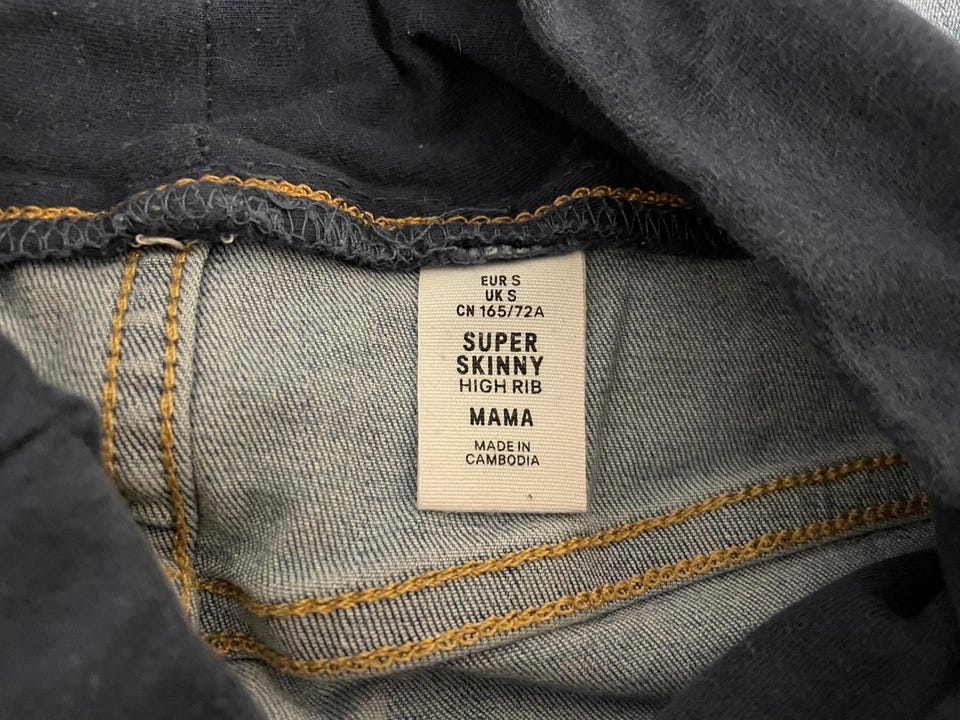 EUR S
UK S
CN 165/72A
SUPER
SKINNY
HIGH RIB
MAMA
MADE IN
CAMBODIA